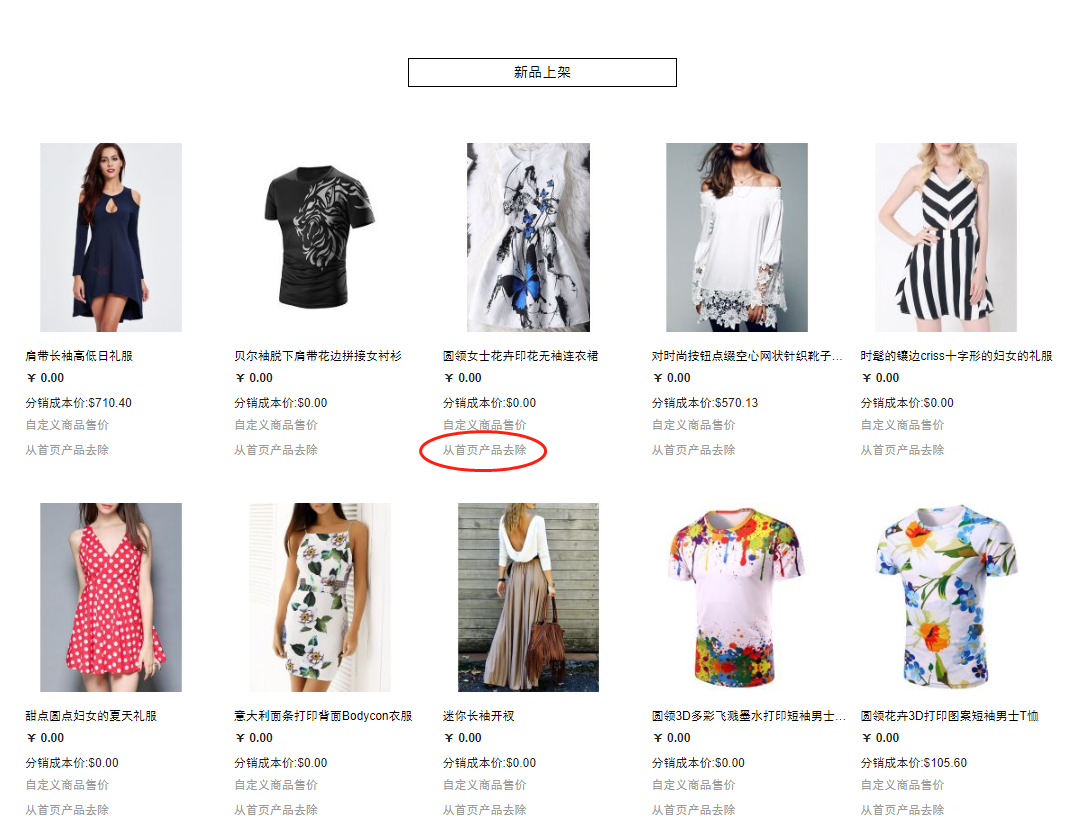 新品上架
肩带长袖高低日礼服
贝尔袖脱下肩带花边拼接女衬衫
圆领女士花卉印花无袖连衣裙
对时尚按钮点缀空心网状针织靴子...
时髦的镶边criss十字形的妇女的礼服
¥ 0.00
¥ 0.00
¥ 0.00
¥ 0.00
¥ 0.00
分销成本价:$710.40
分销成本价:$0.00
分销成本价:$0.00
分销成本价:$570.13
分销成本价:$0.00
自定义商品售价
自定义商品售价
自定义商品售价
自定义商品售价
自定义商品售价
从首页产品去除
从首页产品去除
从首页产品去除
从首页产品去除
从首页产品去除
甜点圆点妇女的夏天礼服
意大利面条打印背面Bodycon衣服
迷你长袖开衩
圆领3D多彩飞溅墨水打印短袖男士...
圆领花卉3D打印图案短袖男士T恤
¥ 0.00
¥ 0.00
¥ 0.00
¥ 0.00
¥ 0.00
分销成本价:$0.00
分销成本价:$0.00
分销成本价:$0.00
分销成本价:$0.00
分销成本价:$105.60
自定义商品售价
自定义商品售价
自定义商品售价
自定义商品售价
自定义商品售价
从首页产品去除
从首页产品去除
从首页产品去除
从首页产品去除
从首页产品去除